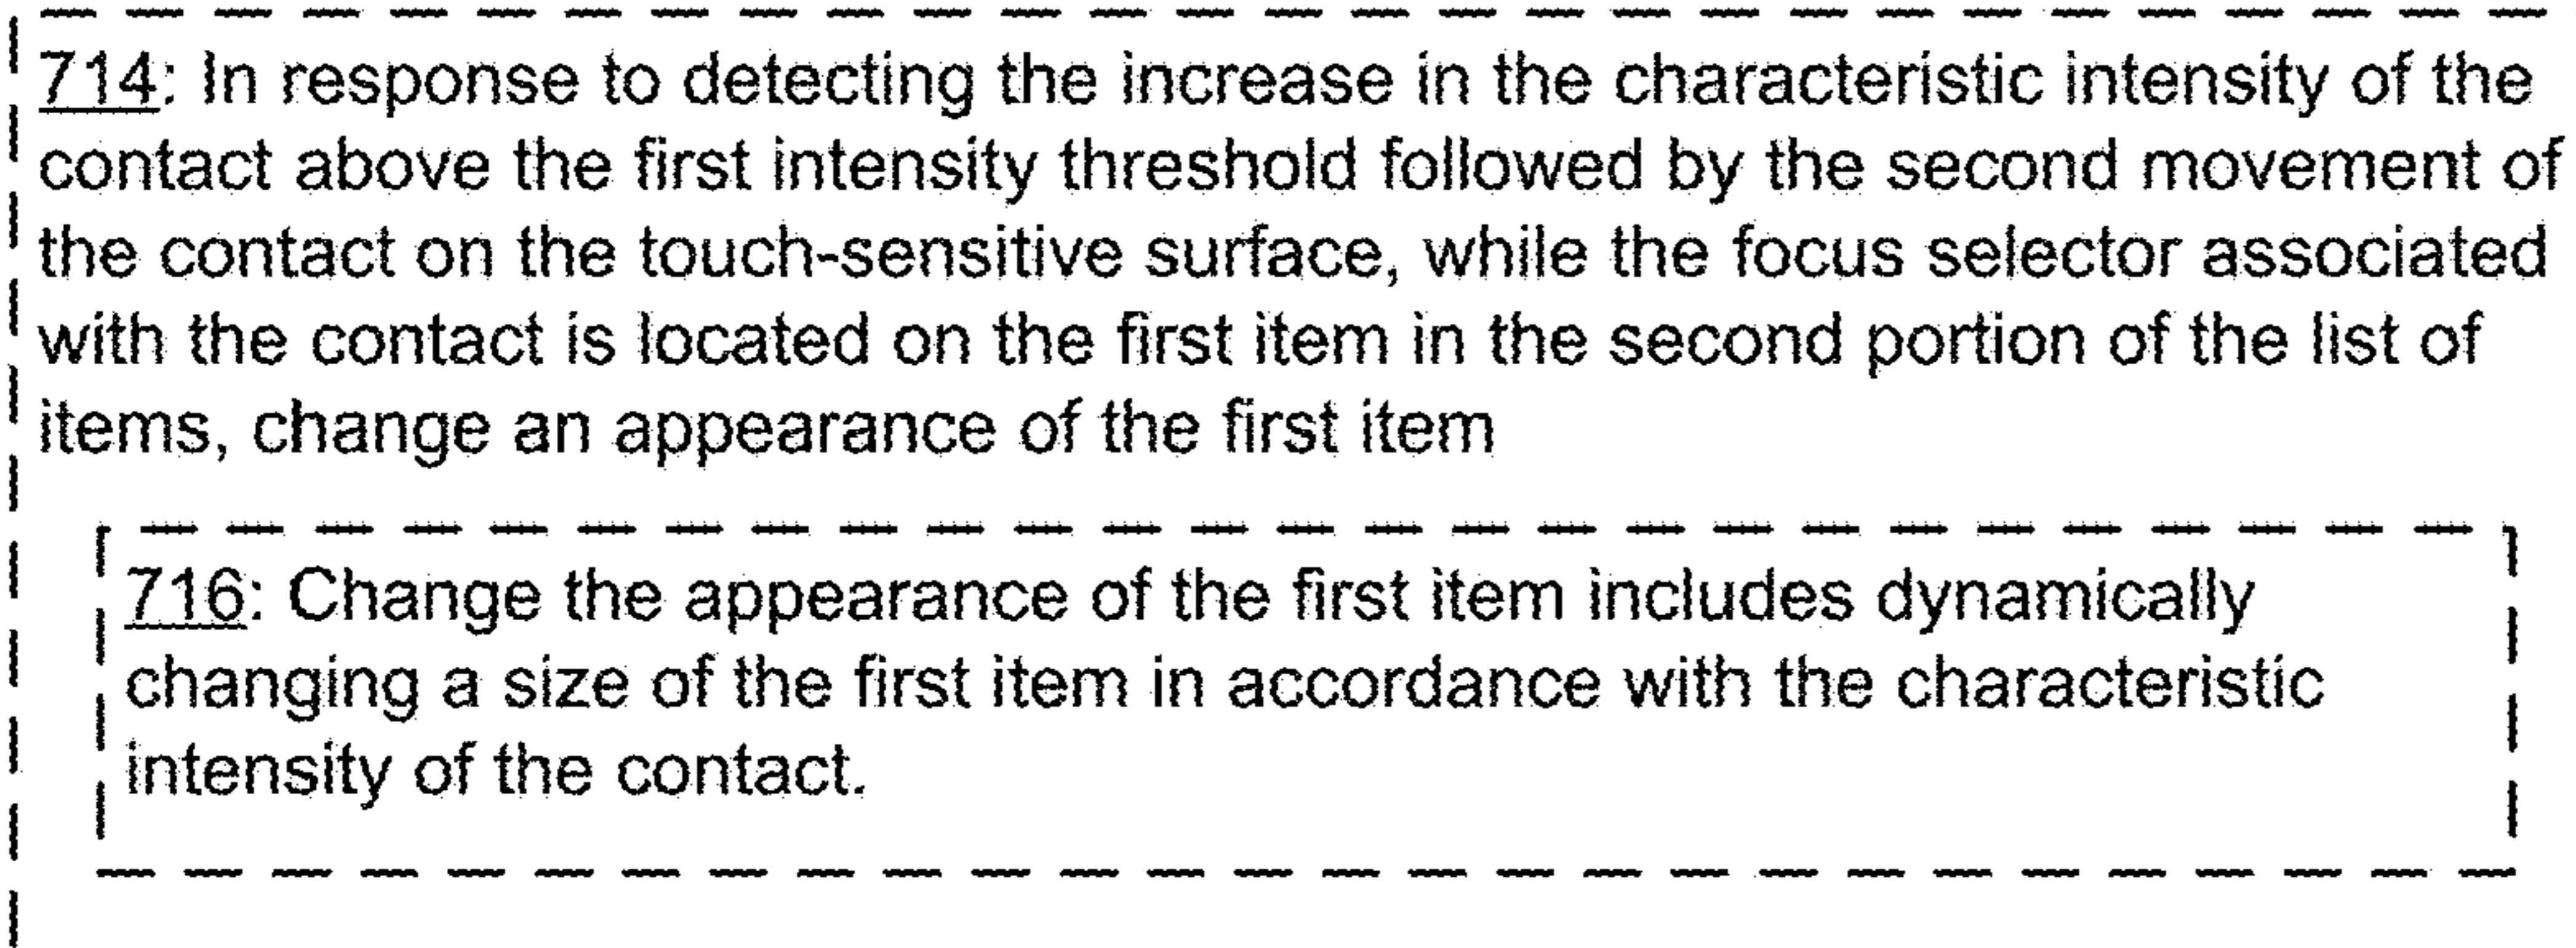 714: In response to detecting the increase in the characteristic intensity of the
contact above the first intensity threshold followed by the second movement of
the contact on the touch-sensitive surface, while the focus selector associated
with the contact is located on the first item in the second portion of the list of
items, change an appearance of the first item
716: Change the appearance of the first item includes dynamically
changing a size of the first item in accordance with the characteristic
intensity of the contact.